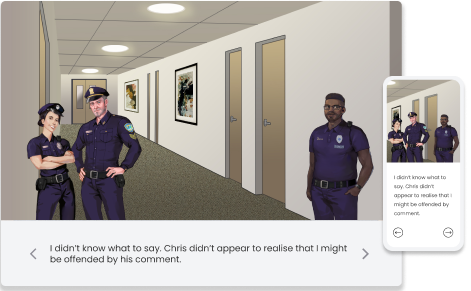 I didn't know what to say. Chris didn't appear to realise that I might
be offended by his comment.
I didn't know what to
say. Chris didn't
appear to realise that I
might be offended by his
comment.